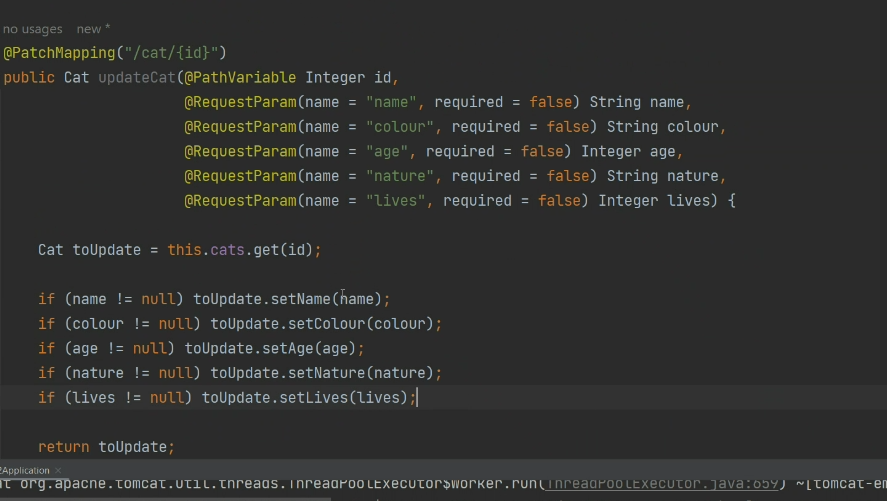 no usages   new *
@PatchMapping("/cat/{id}")
public Cat updateCat(@PathVariable Integer id,
                     @RequestParam(name = "name", required = false) String name,
                     @RequestParam(name = "colour", required = false) String colour,
                     @RequestParam(name = "age", required = false) Integer age,
                     @RequestParam(name = "nature", required = false) String nature,
                     @RequestParam(name = "lives", required = false) Integer lives) {
    Cat toUpdate = this.cats.get(id);
    if (name != null) toUpdate.setName(name);
    if (colour != null) toUpdate.setColour(colour);
    if (age != null) toUpdate.setAge(age);
    if (nature != null) toUpdate.setNature(nature);
    if (lives != null) toUpdate.setLives(lives);
    return toUpdate;
2Application ×
org.apache.tomcat.util.threads.ThreadPoolExecutor$Worker.run(ThreadPoolExecutor.java:659) ~[tomcat-em